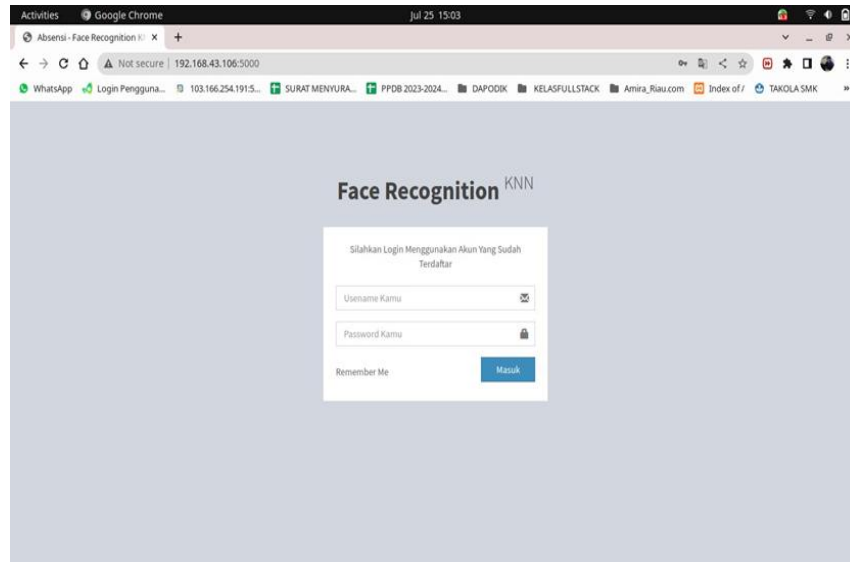 Activities Google Chrome Jul 25 15:03
Absensi - Face Recognition K
Not secure 192.168.43.106:5000
WhatsApp Login Pengguna... 103.166.254.191:5... SURAT MENYURA... PPDB 2023-2024... DAPODIK KELASFULLSTACK Amira_Riau.com Index of / TAKOLA SMK »
Face Recognition KNN
Silahkan Login Menggunakan Akun Yang Sudah
Terdaftar
Usename Kamu
Password Kamu
Remember Me Masuk